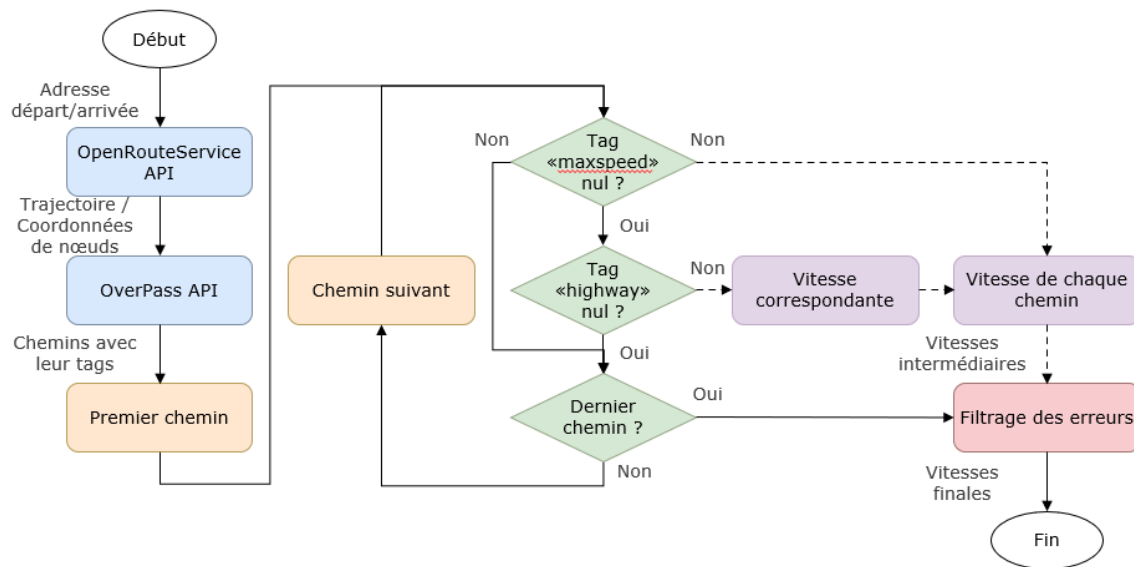 Début
Adresse
départ/arrivée
OpenRouteService
API
Trajectoire /
Coordonnées
de nœuds
OverPass API
Chemins avec
leur tags
Premier chemin
Chemin suivant
Non
Tag
«maxspeed»
nul ?
Non
Oui
Tag
«highway»
nul ?
Non
Vitesse
correspondante
Vitesse de chaque
chemin
Oui
Vitesses
intermédiaires
Dernier
chemin ?
Oui
Non
Filtrage des erreurs
Vitesses
finales
Fin